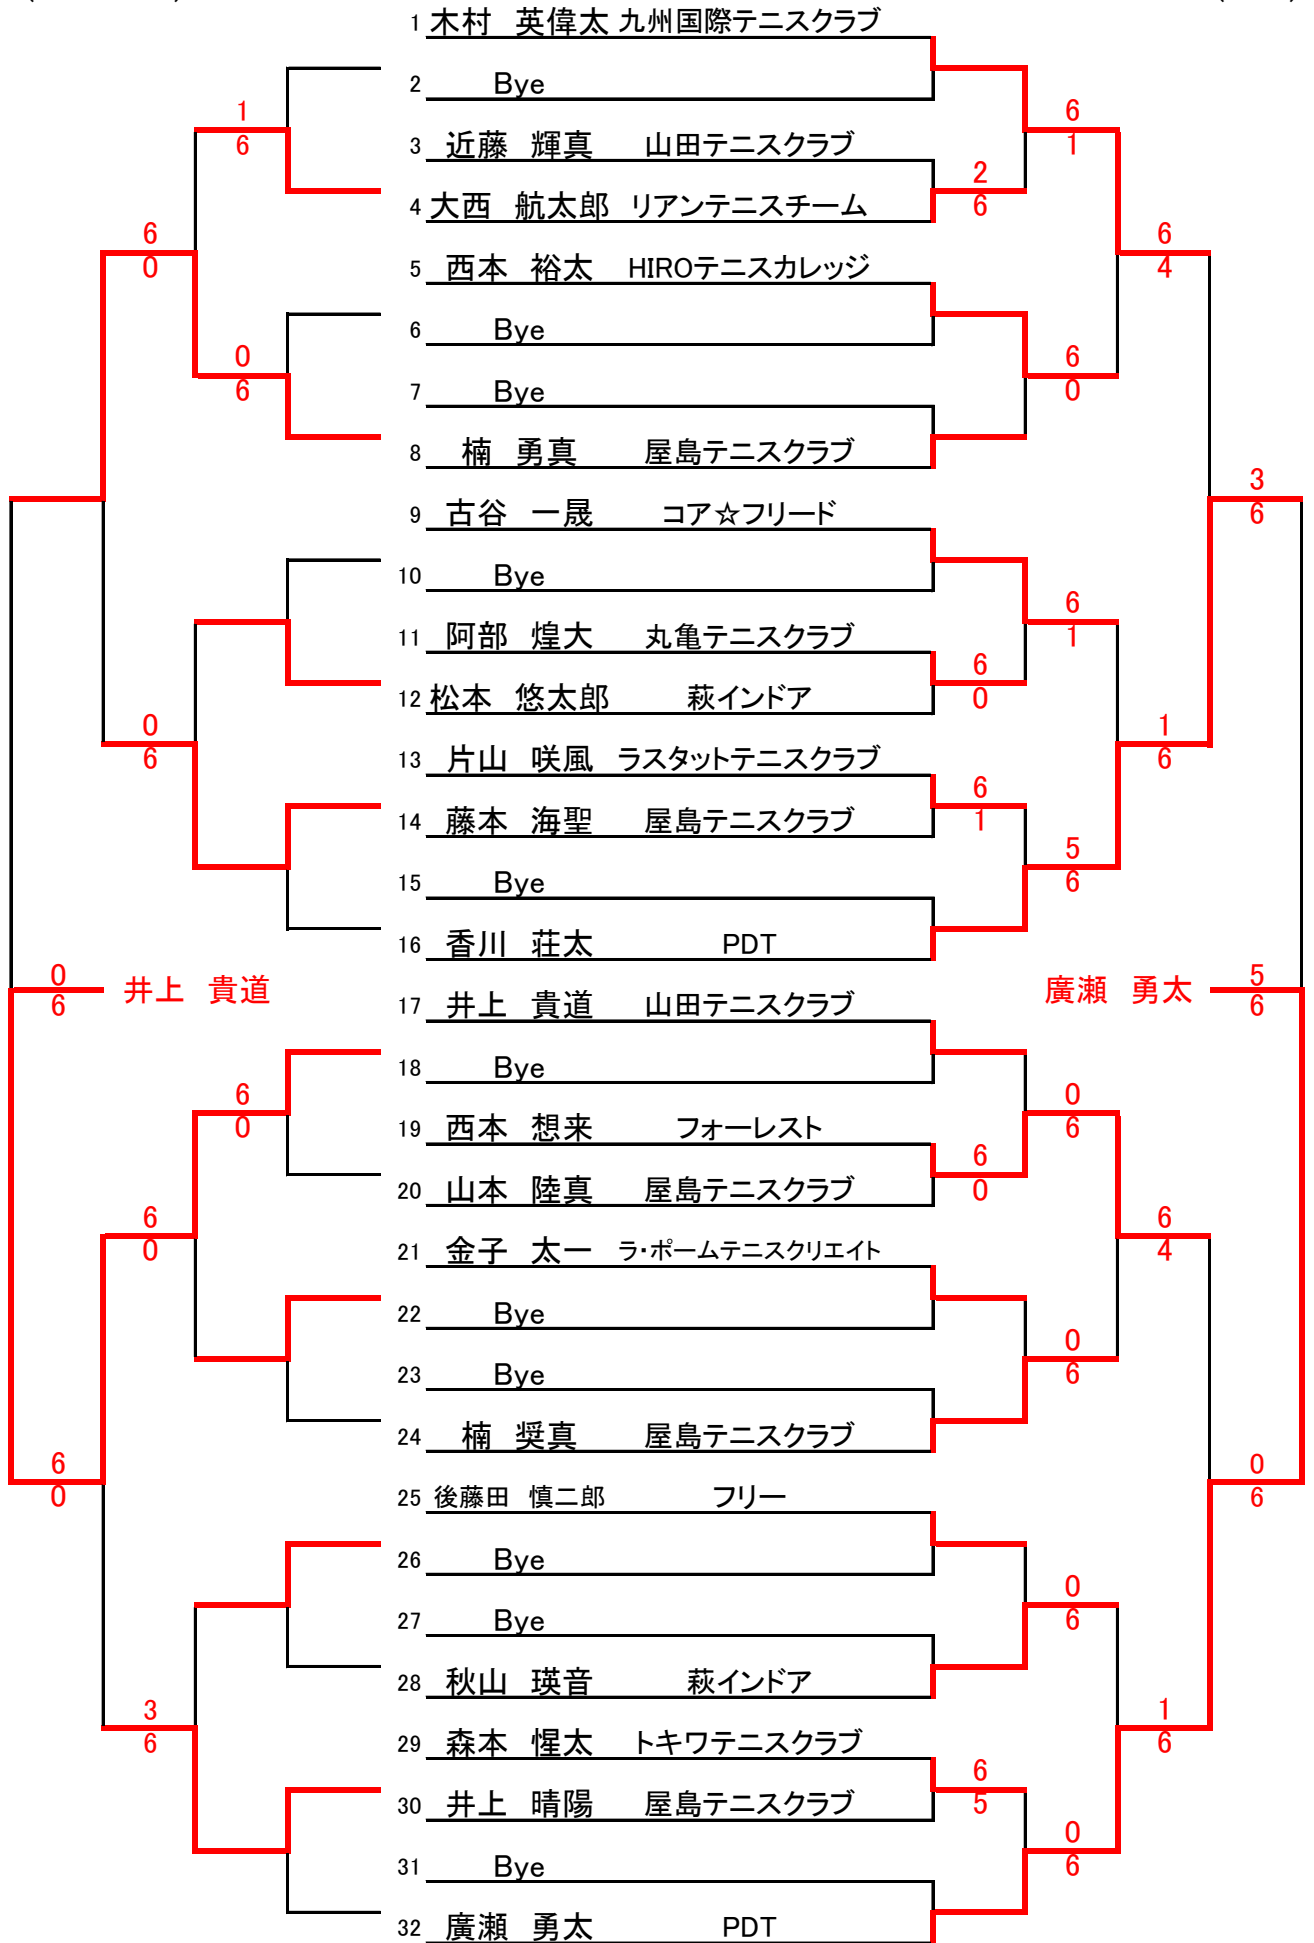 1 木村 英偉太 九州国際テニスクラブ
2 Bye
1 6
6 1
3 近藤 輝真 山田テニスクラブ
2 6
4 大西 航太郎 リアンテニスチーム
6 0
6 4
5 西本 裕太 HIROテニスカレッジ
6 Bye
0 6
6 0
7 Bye
8 楠 勇真 屋島テニスクラブ
3 6
9 古谷 一晟 コア☆フリード
10 Bye
6 1
11 阿部 煌大 丸亀テニスクラブ
6 0
12 松本 悠太郎 萩インドア
0 6
1 6
13 片山 咲風 ラスタットテニスクラブ
6 1
14 藤本 海聖 屋島テニスクラブ
5 6
15 Bye
16 香川 荘太 PDT
0 6 井上 貴道
廣瀬 勇太 5 6
17 井上 貴道 山田テニスクラブ
18 Bye
6 0
0 6
19 西本 想来 フォーレスト
6 0
20 山本 陸真 屋島テニスクラブ
6 0
6 4
21 金子 太一 ラ・ポームテニスクリエイト
22 Bye
0 6
23 Bye
24 楠 奨真 屋島テニスクラブ
6 0
0 6
25 後藤田 慎二郎 フリー
26 Bye
0 6
27 Bye
28 秋山 瑛音 萩インドア
3 6
1 6
29 森本 惺太 トキワテニスクラブ
6 5
30 井上 晴陽 屋島テニスクラブ
0 6
31 Bye
32 廣瀬 勇太 PDT